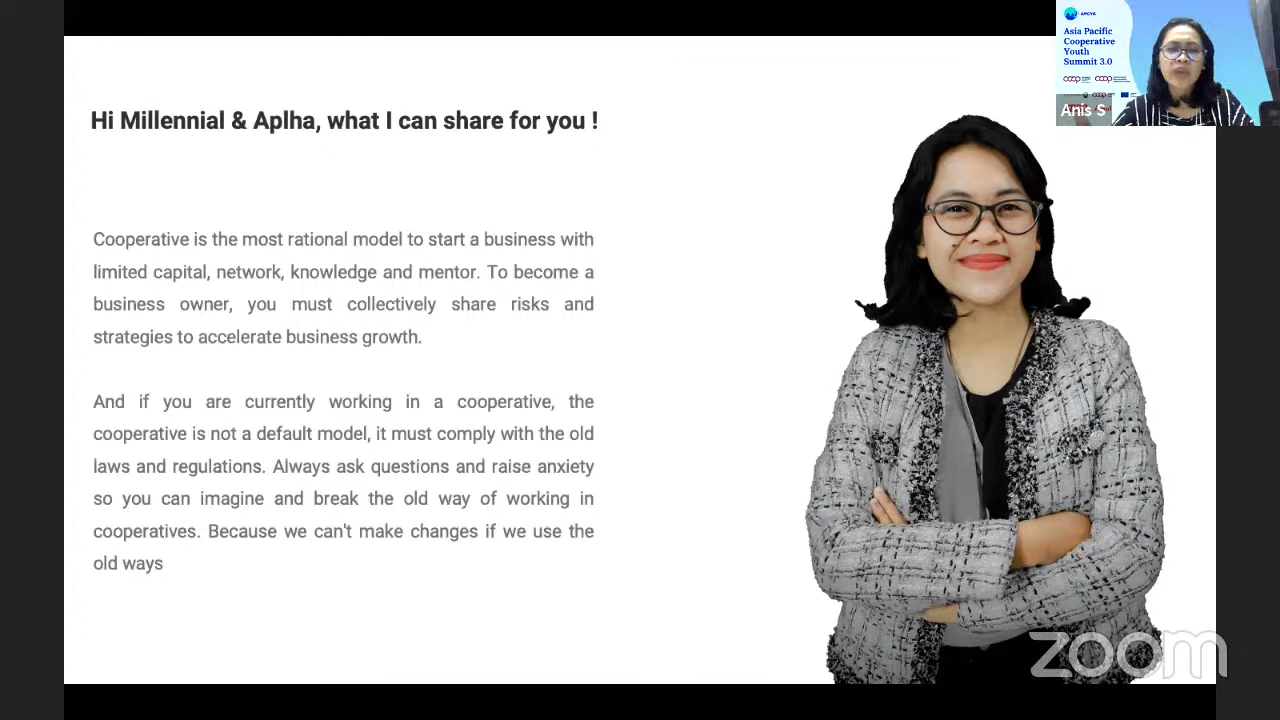 APCYS
Asia Pacific
Cooperative
Youth
Summit 3.0
coop coop
coop
Anis S
Hi Millennial & Aplha, what I can share for you !
Cooperative is the most rational model to start a business with
limited capital, network, knowledge and mentor. To become a
business owner, you must collectively share risks and
strategies to accelerate business growth.
And if you are currently working in a cooperative, the
cooperative is not a default model, it must comply with the old
laws and regulations. Always ask questions and raise anxiety
so you can imagine and break the old way of working in
cooperatives. Because we can't make changes if we use the
old ways
zoom